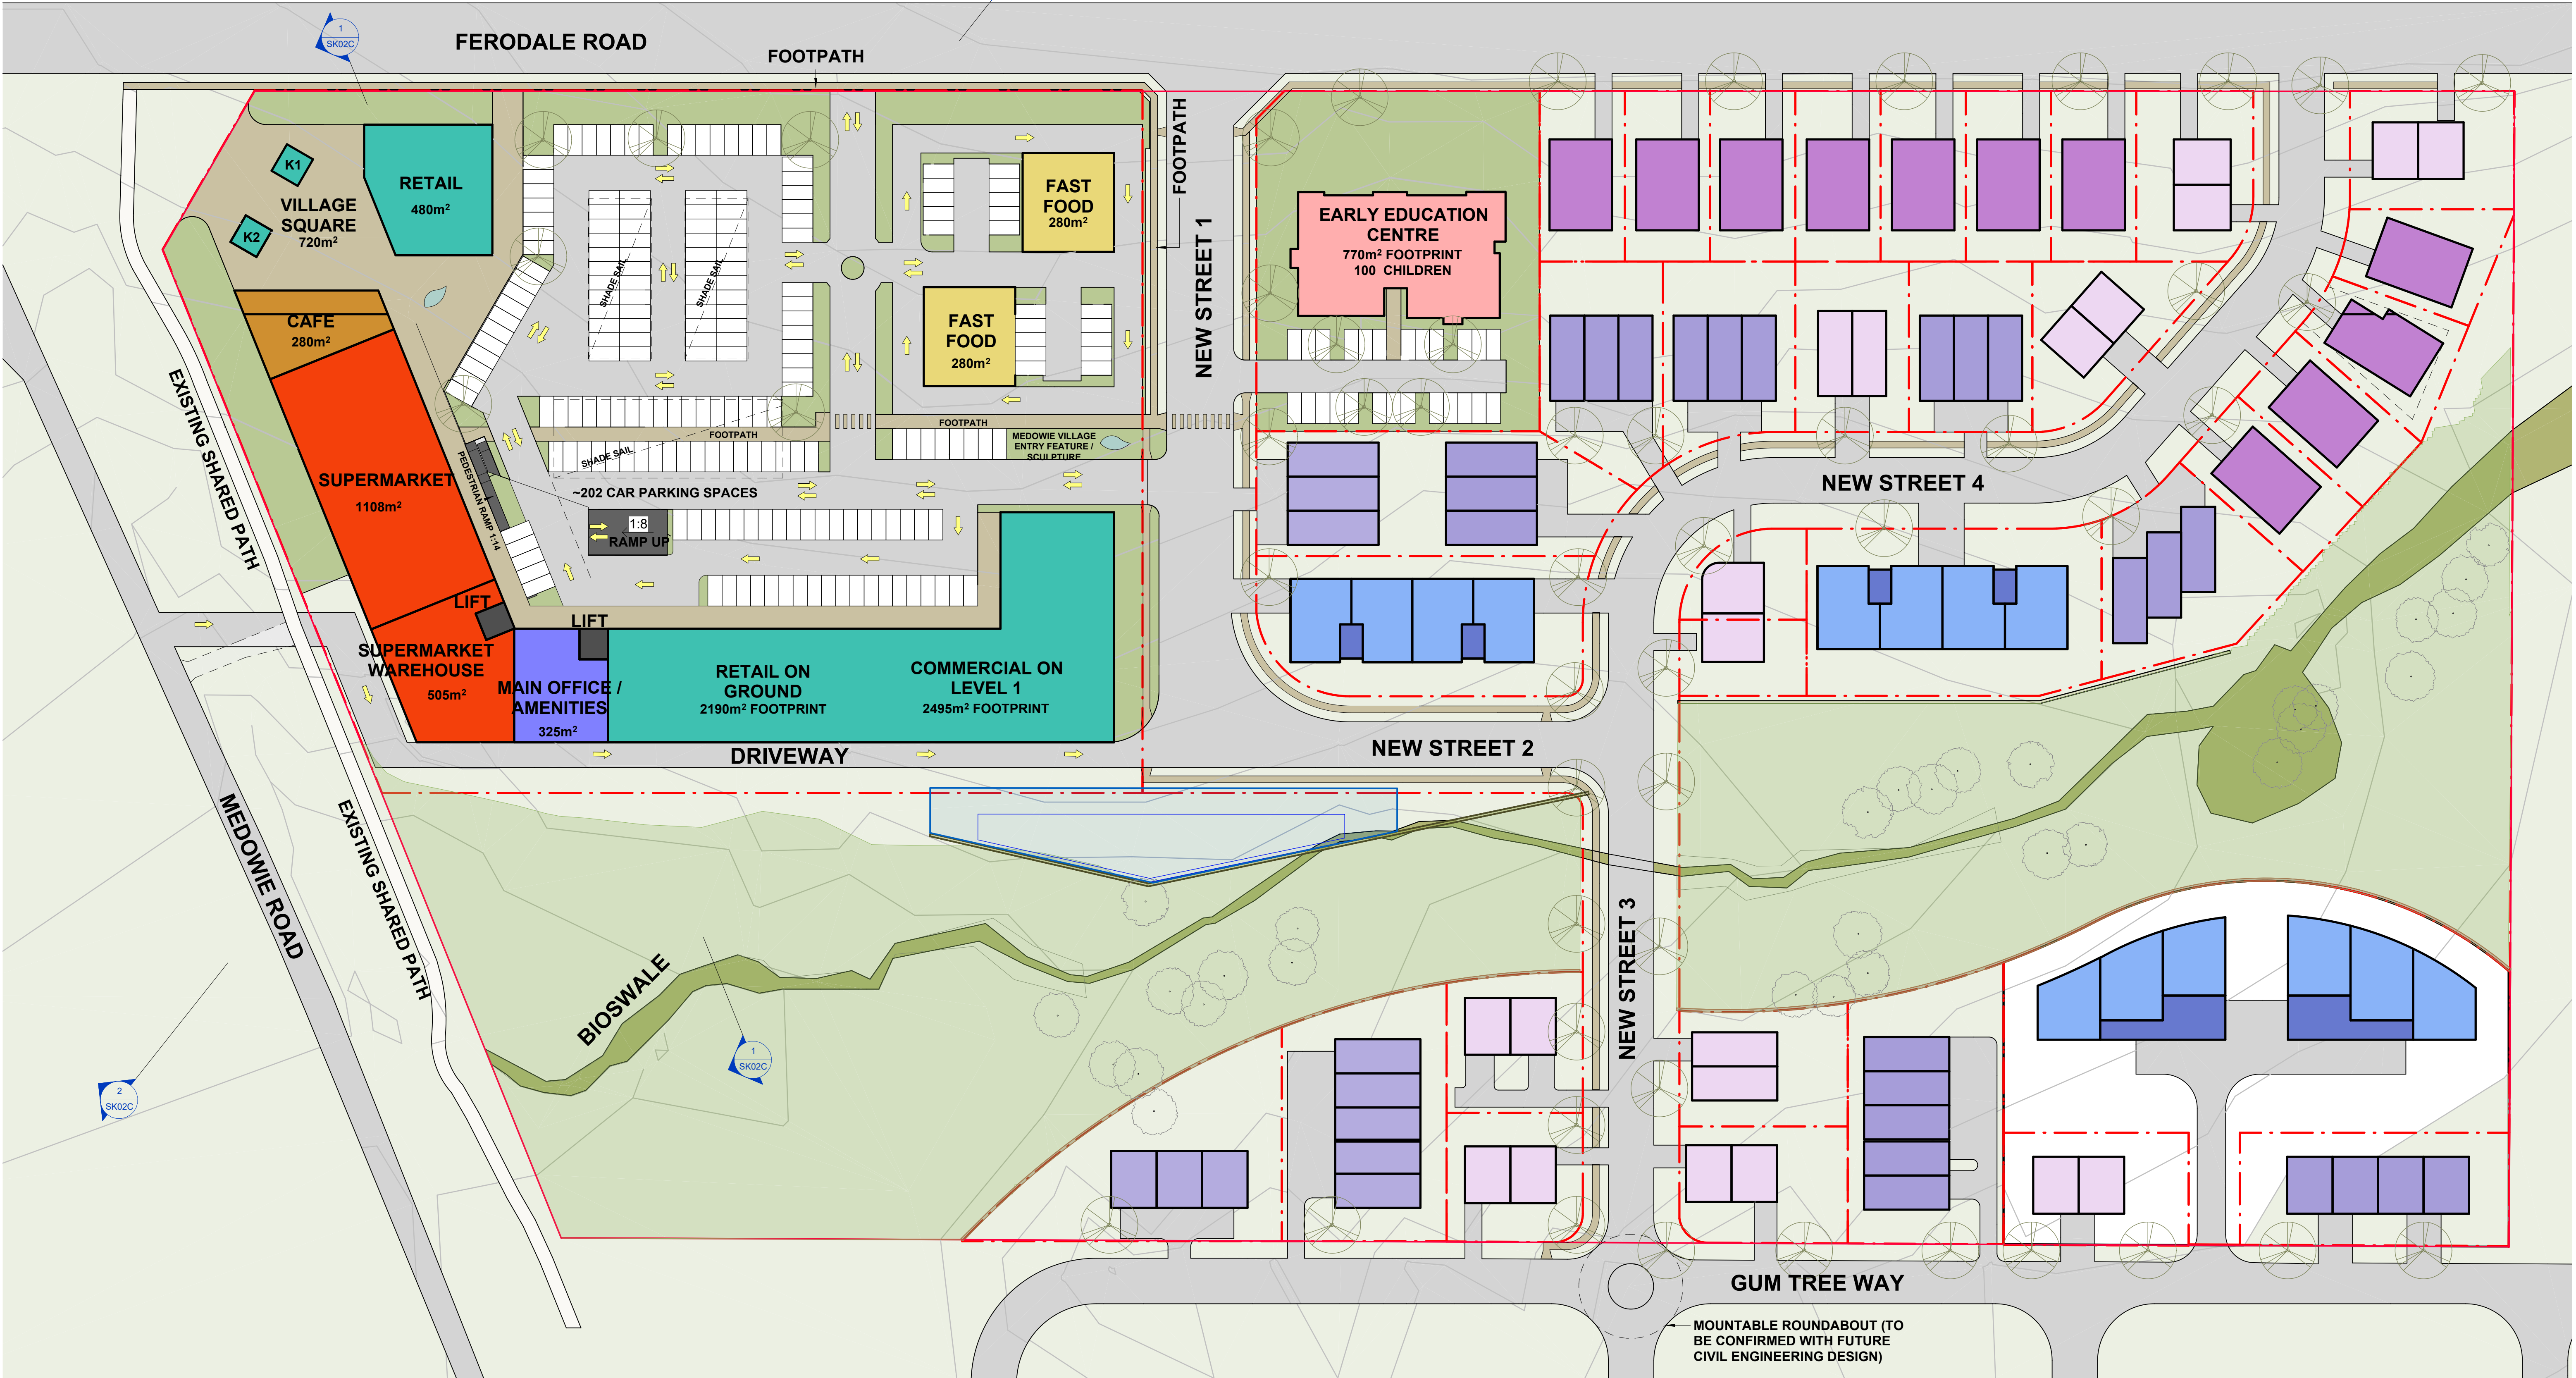 1
SK02C
FERODALE ROAD
FOOTPATH
FOOTPATH
K1
K2
VILLAGE
SQUARE
720m²
RETAIL
480m²
SHADE SAIL
SHADE SAIL
FAST
FOOD
280m²
FAST
FOOD
280m²
NEW STREET 1
EARLY EDUCATION
CENTRE
770m² FOOTPRINT
100 CHILDREN
CAFE
280m²
EXISTING SHARED PATH
SUPERMARKET
1108m²
PEDESTRIAN RAMP 1:14
FOOTPATH
FOOTPATH
SHADE SAIL
MEDOWIE VILLAGE
ENTRY FEATURE /
SCULPTURE
~202 CAR PARKING SPACES
1:8
RAMP UP
NEW STREET 4
LIFT
LIFT
SUPERMARKET
WAREHOUSE
505m²
MAIN OFFICE /
AMENITIES
325m²
RETAIL ON
GROUND
2190m² FOOTPRINT
COMMERCIAL ON
LEVEL 1
2495m² FOOTPRINT
DRIVEWAY
NEW STREET 2
MEDOWIE ROAD
EXISTING SHARED PATH
BIOSWALE
NEW STREET 3
1
SK02C
2
SK02C
GUM TREE WAY
MOUNTABLE ROUNDABOUT (TO
BE CONFIRMED WITH FUTURE
CIVIL ENGINEERING DESIGN)